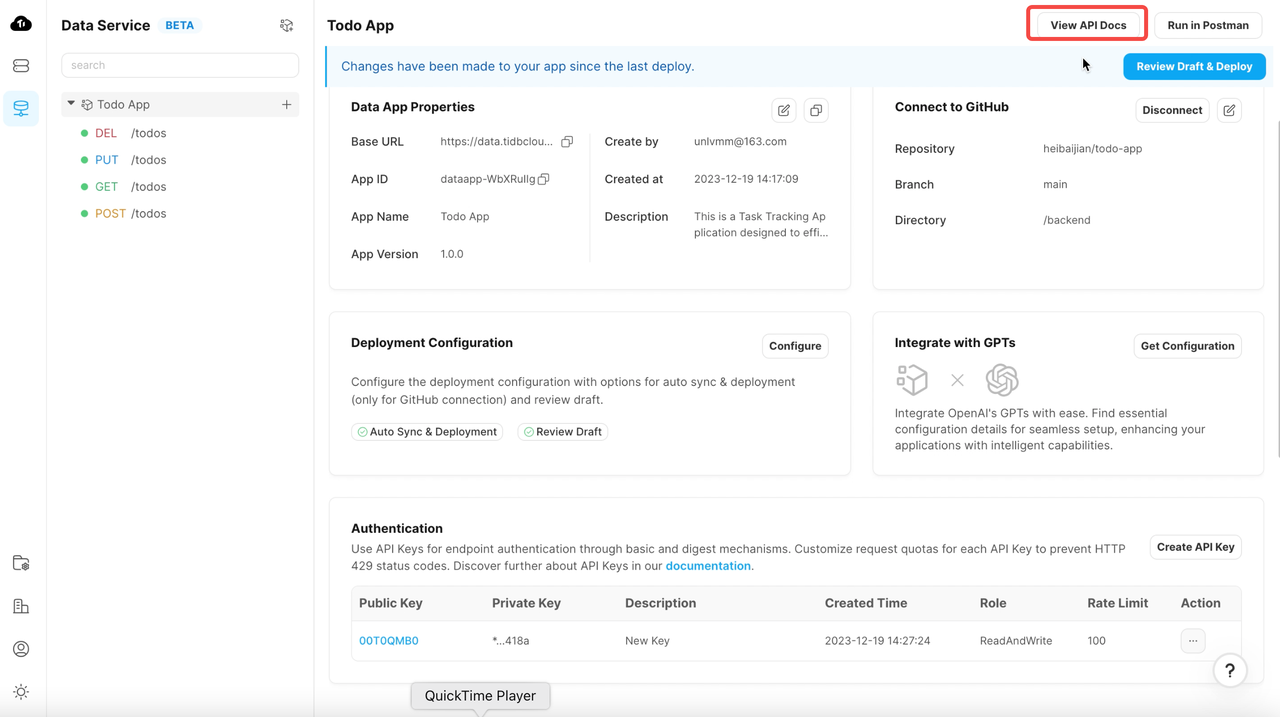 Data Service BETA
search
Todo App
DEL /todos
PUT /todos
GET /todos
POST /todos
Todo App
View API Docs
Run in Postman
Changes have been made to your app since the last deploy.
Review Draft & Deploy
Data App Properties
Base URL https://data.tidbclou...
App ID dataapp-WbXRullg
App Name Todo App
App Version 1.0.0
Create by unlvmm@163.com
Created at 2023-12-19 14:17:09
Description This is a Task Tracking Ap
plication designed to effi...
Connect to GitHub
Disconnect
Repository heibaijian/todo-app
Branch main
Directory /backend
Deployment Configuration
Configure
Configure the deployment configuration with options for auto sync & deployment
(only for GitHub connection) and review draft.
Auto Sync & Deployment Review Draft
Integrate with GPTs
Get Configuration
Integrate OpenAI's GPTs with ease. Find essential
configuration details for seamless setup, enhancing your
applications with intelligent capabilities.
Authentication
Use API Keys for endpoint authentication through basic and digest mechanisms. Customize request quotas for each API Key to prevent HTTP
429 status codes. Discover further about API Keys in our documentation.
Create API Key
Public Key Private Key Description Created Time Role Rate Limit Action
00T0QMB0 *...418a New Key 2023-12-19 14:27:24 ReadAndWrite 100 ...
?
QuickTime Player